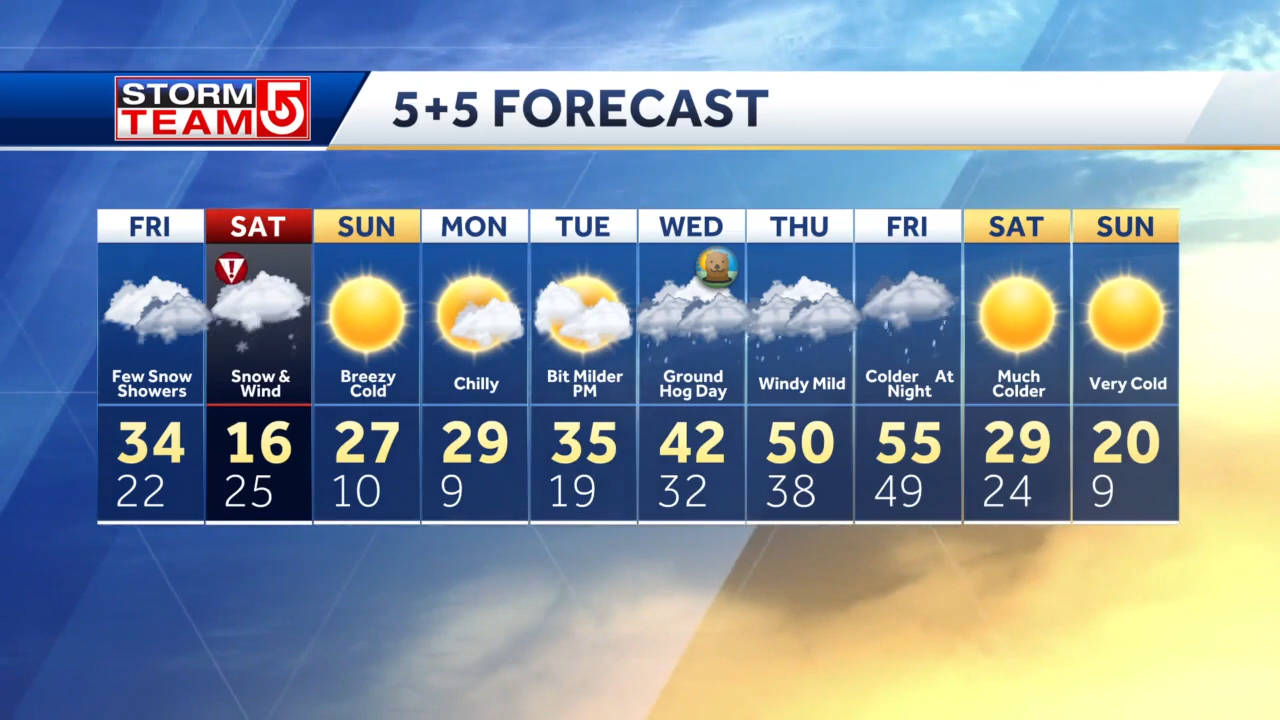 STORM
TEAM 5
5+5 FORECAST
FRI SAT SUN MON TUE WED THU FRI SAT SUN
!
Few Snow
Showers
Snow &
Wind
Breezy
Cold
Chilly
Bit Milder
PM
Ground
Hog Day
Windy Mild
Colder At
Night
Much
Colder
Very Cold
34 16 27 29 35 42 50 55 29 20
22 25 10 9 19 32 38 49 24 9